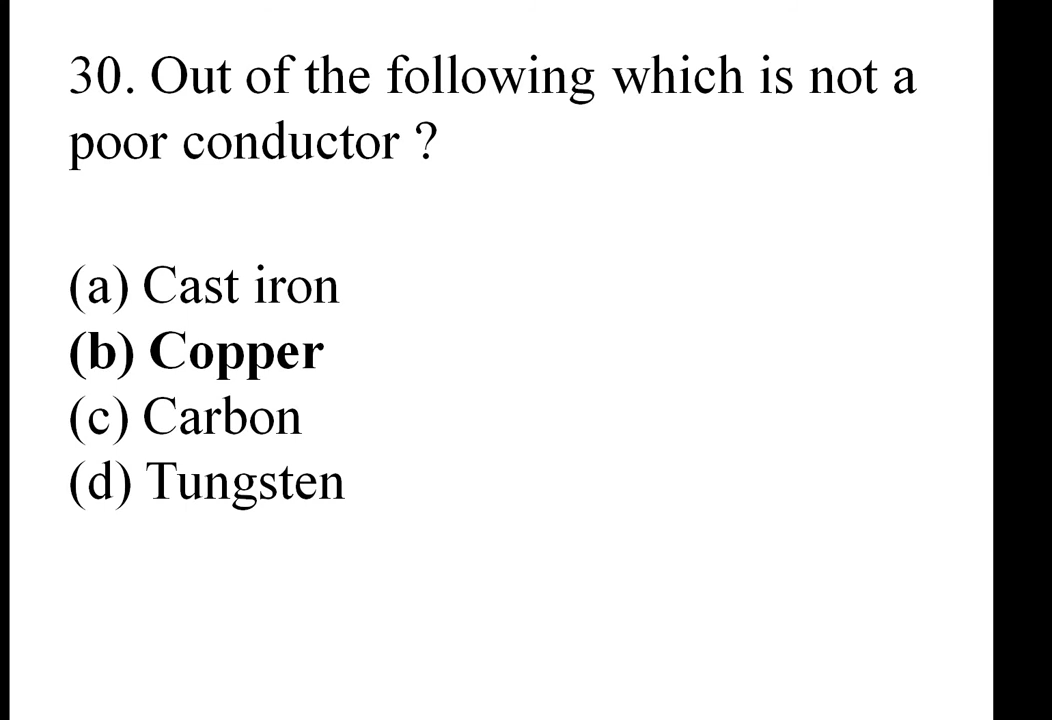 30. Out of the following which is not a
poor conductor ?
(a) Cast iron
(b) Copper
(c) Carbon
(d) Tungsten